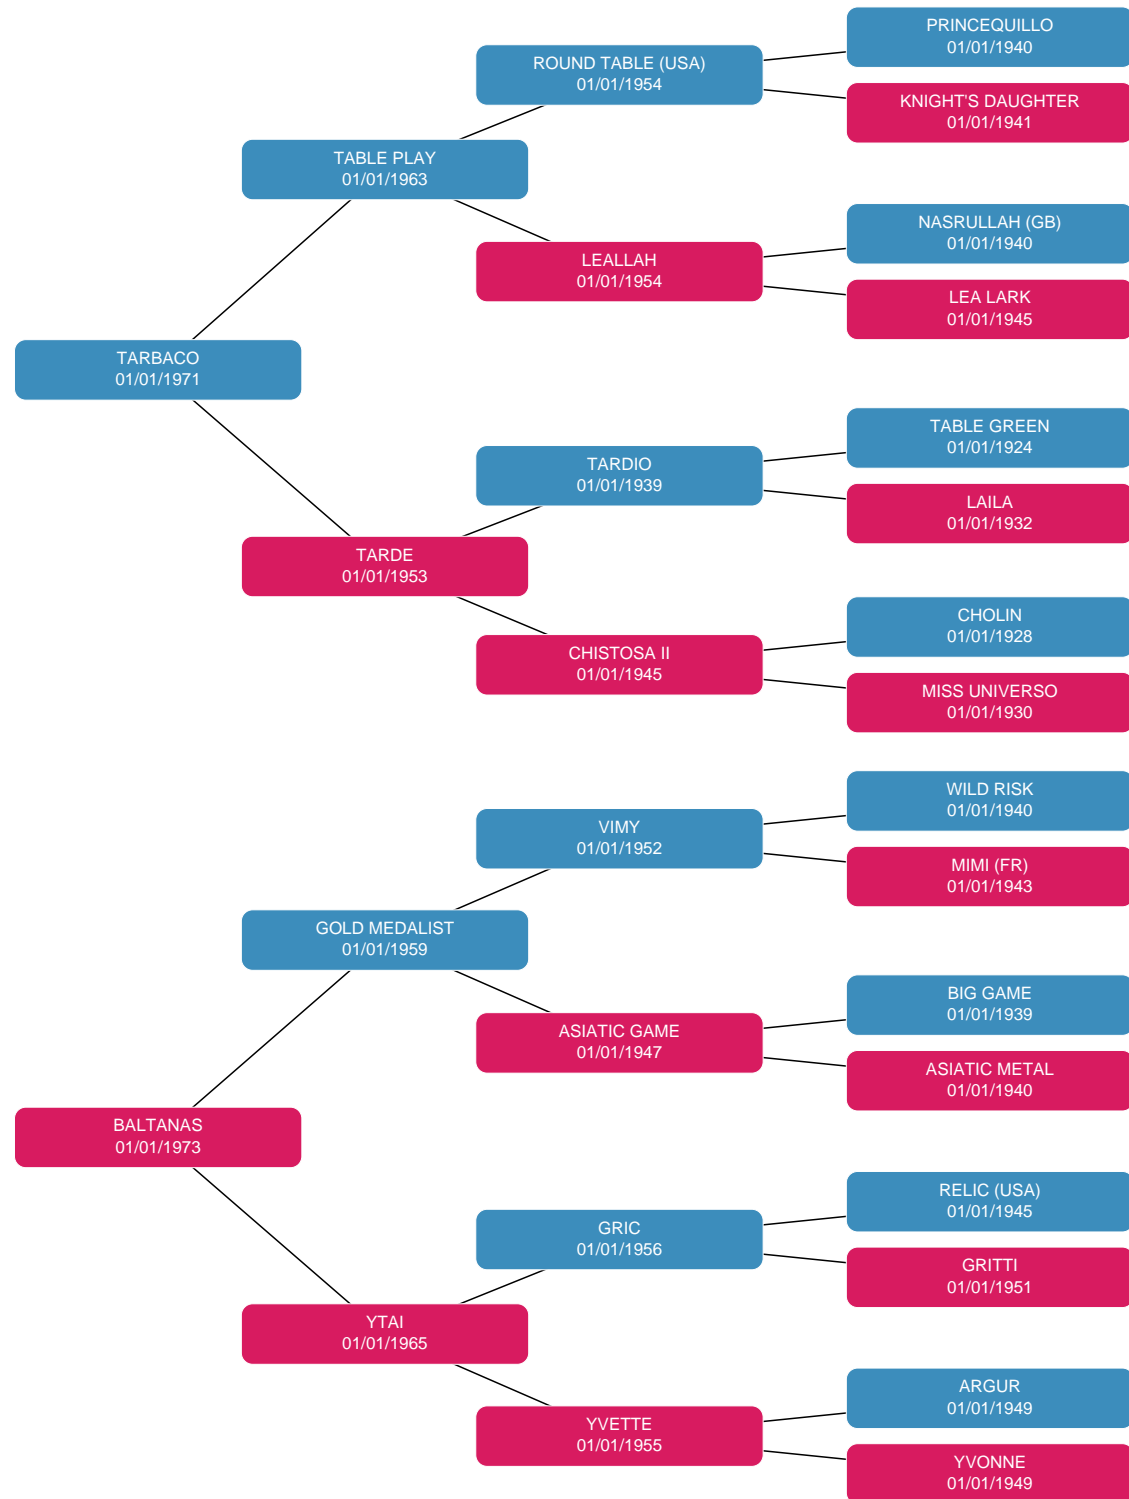 PRINCEQUILLO
01/01/1940
ROUND TABLE (USA)
01/01/1954
KNIGHT'S DAUGHTER
01/01/1941
TABLE PLAY
01/01/1963
NASRULLAH (GB)
01/01/1940
LEALLAH
01/01/1954
LEA LARK
01/01/1945
TARBACO
01/01/1971
TABLE GREEN
01/01/1924
TARDIO
01/01/1939
LAILA
01/01/1932
TARDE
01/01/1953
CHOLIN
01/01/1928
CHISTOSA II
01/01/1945
MISS UNIVERSO
01/01/1930
WILD RISK
01/01/1940
VIMY
01/01/1952
MIMI (FR)
01/01/1943
GOLD MEDALIST
01/01/1959
BIG GAME
01/01/1939
ASIATIC GAME
01/01/1947
ASIATIC METAL
01/01/1940
BALTANAS
01/01/1973
RELIC (USA)
01/01/1945
GRIC
01/01/1956
GRITTI
01/01/1951
YTAI
01/01/1965
ARGUR
01/01/1949
YVETTE
01/01/1955
YVONNE
01/01/1949